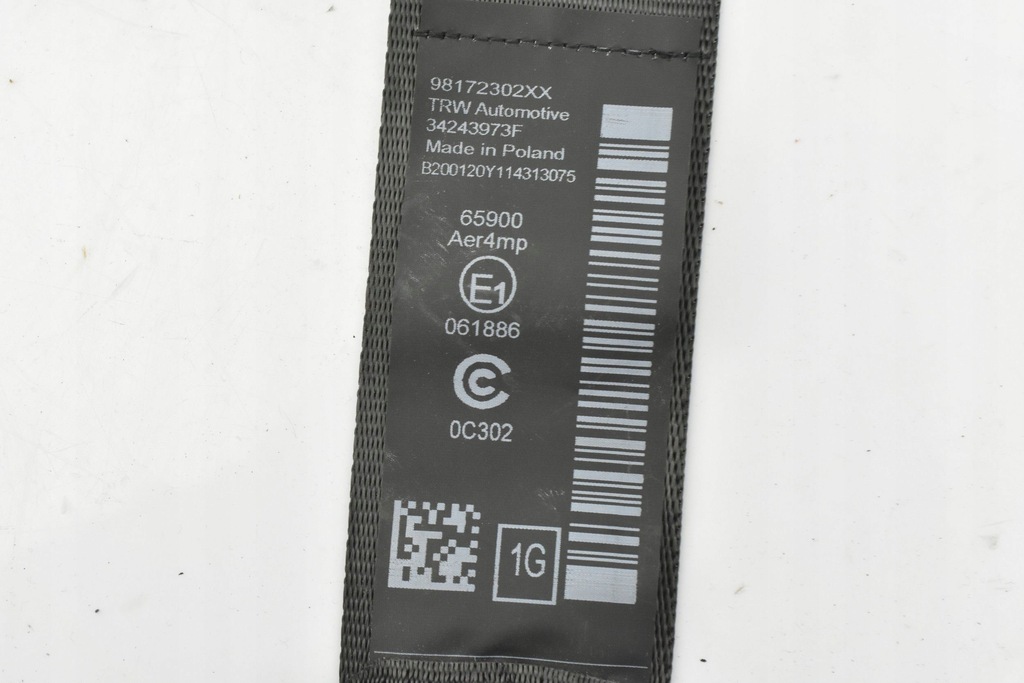 98172302XX
TRW Automotive
34243973F
Made in Poland
B200120Y114313075
65900
Aer4mp
E1
061886
0C302
1G